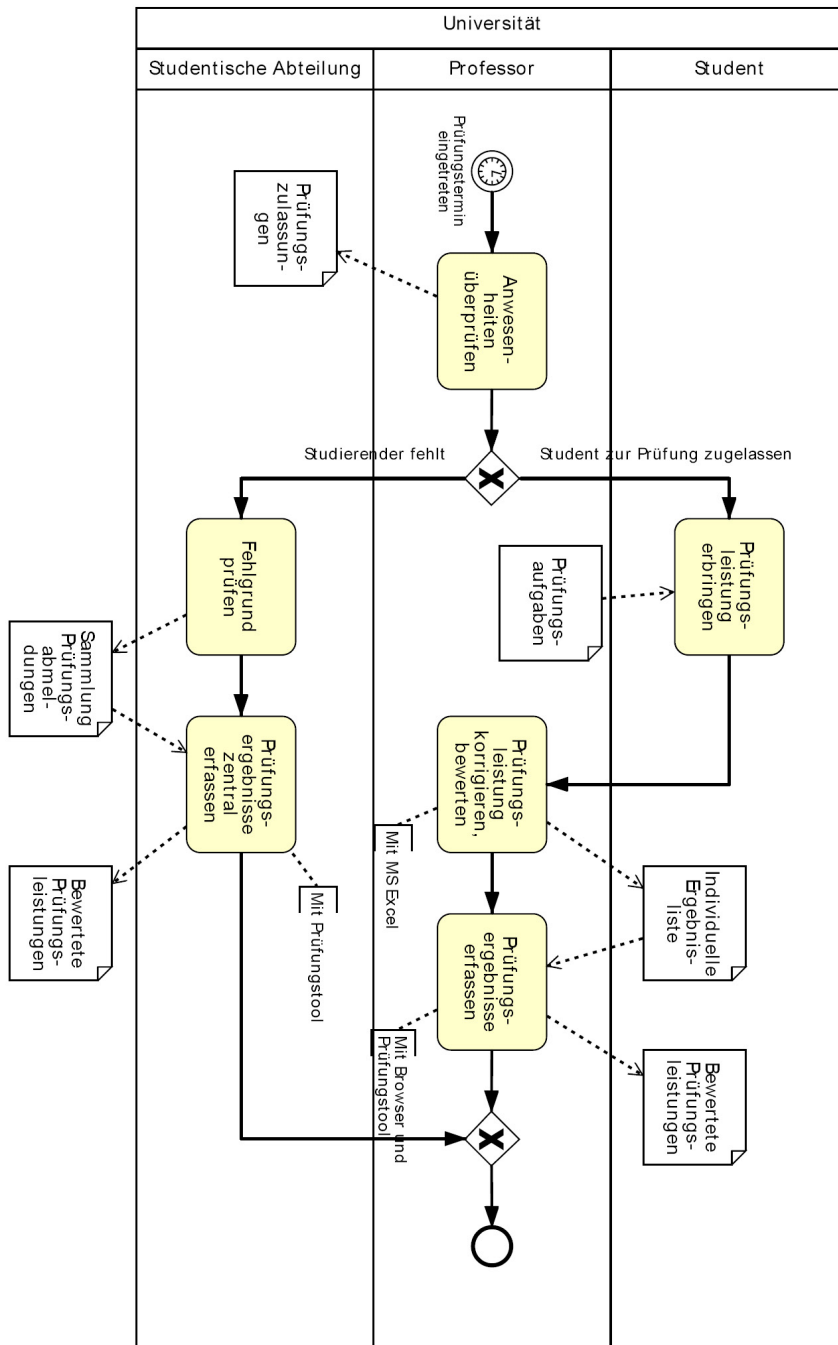 Universität
Studentische Abteilung
Professor
Student
Prüfungstermin
eingetreten
Prüfungs-
zulassun-
gen
Anwesen-
heiten
überprüfen
Studierender fehlt
Student zur Prüfung zugelassen
Fehlgrund
prüfen
Prüfungs-
aufgaben
Prüfungs-
leistung
erbringen
Sammlung
Prüfungs-
abmel-
dungen
Prüfungs-
ergebnisse
zentral
erfassen
Prüfungs-
leistung
korrigieren,
bewerten
Mit MS Excel
Individuelle
Ergebnis-
liste
Bewertete
Prüfungs-
leistungen
Mit Prüfungstool
Prüfungs-
ergebnisse
erfassen
Mit Browser und
Prüfungstool
Bewertete
Prüfungs-
leistungen